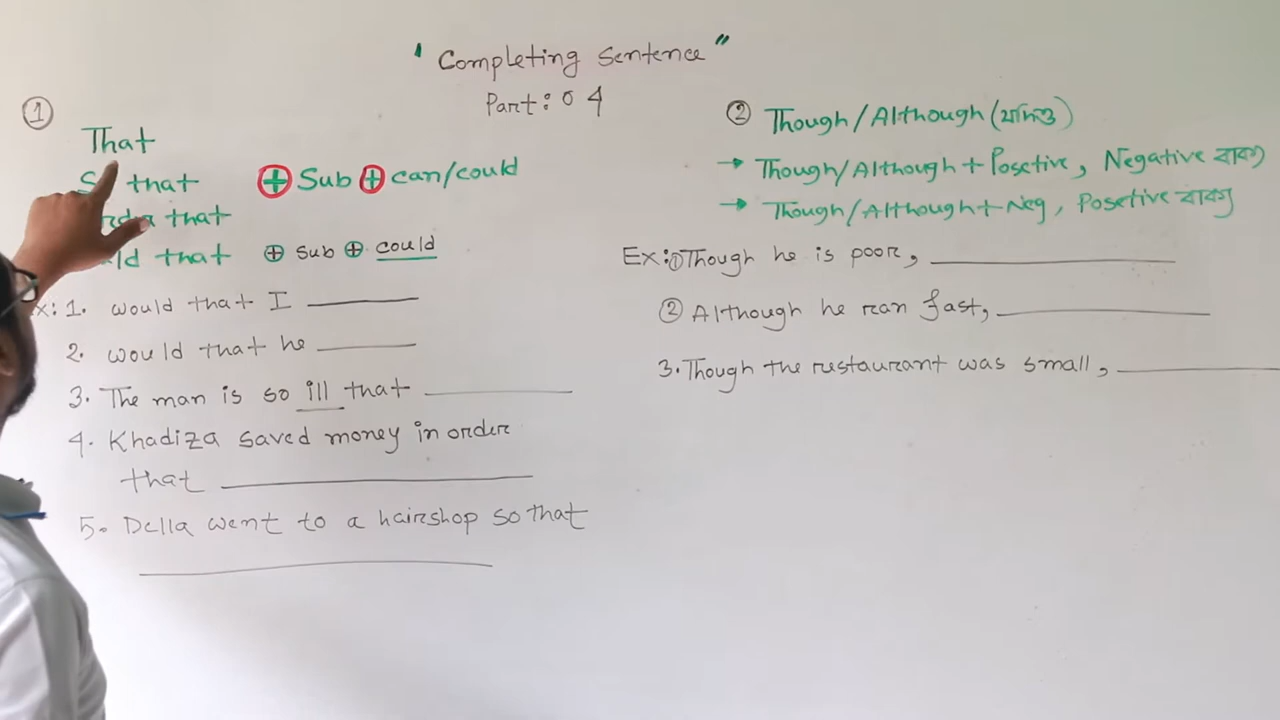 ' Completing Sentence "
Part: 04
①
That
that ⊕ Sub ⊕ can/could
that
that ⊕ sub ⊕ could
x: 1. would that I
2. would that he
3. The man is so ill that
4. Khadiza saved money in order
that
5. Della went to a hairshop so that
② Though/Although (যদিও)
→ Though/Although + Posetive, Negative বাক্য
→ Though/Although + Neg, Posetive বাক্য
Ex: ① Though he is poor,
② Although he ran fast,
3. Though the restaurant was small,